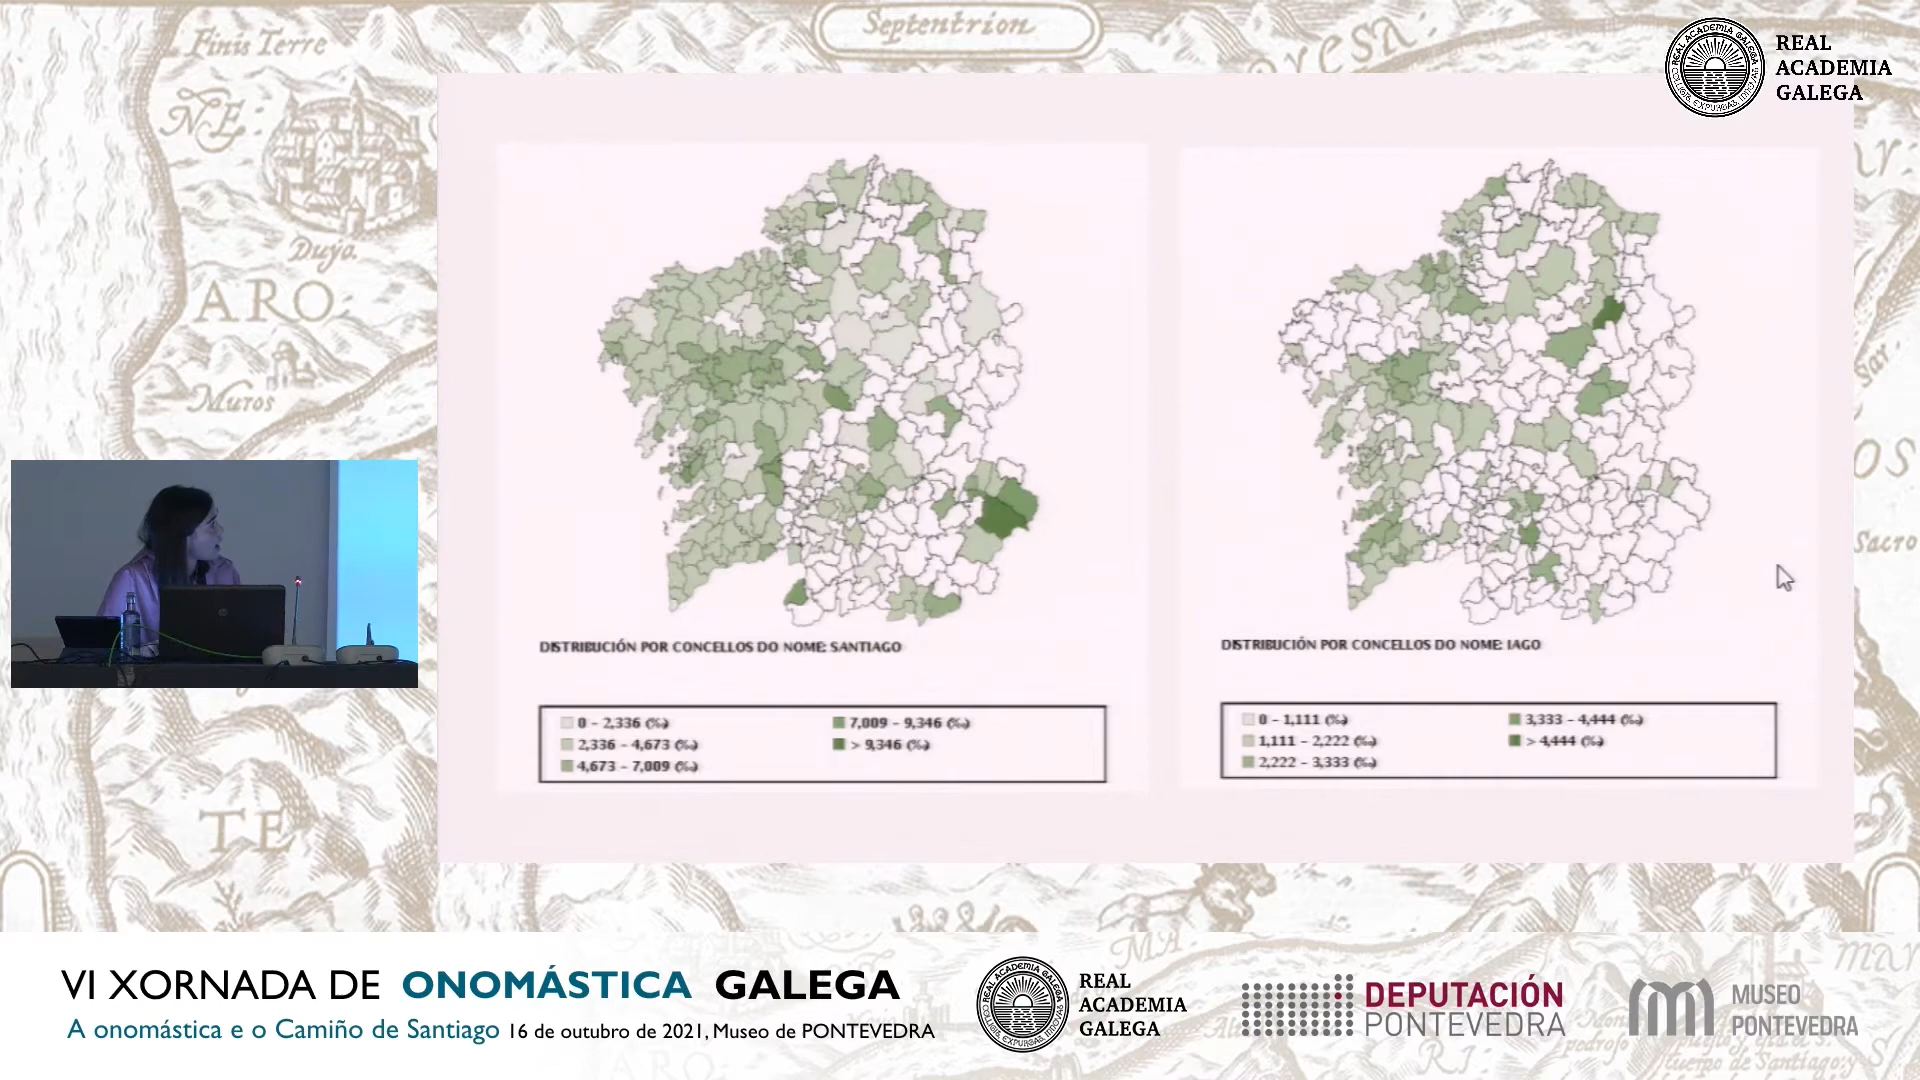 Septentrion
Finis Terre
NE
Duyo
ARO
Muros
TE
REAL
ACADEMIA
GALEGA
DISTRIBUCIÓN POR CONCELLOS DO NOME: SANTIAGO
0 - 2,336 (‰)
2,336 - 4,673 (‰)
4,673 - 7,009 (‰)
7,009 - 9,346 (‰)
> 9,346 (‰)
DISTRIBUCIÓN POR CONCELLOS DO NOME: IAGO
0 - 1,111 (‰)
1,111 - 2,222 (‰)
2,222 - 3,333 (‰)
3,333 - 4,444 (‰)
> 4,444 (‰)
Sar
Sacro
VI XORNADA DE ONOMÁSTICA GALEGA
A onomástica e o Camiño de Santiago 16 de outubro de 2021, Museo de PONTEVEDRA
REAL
ACADEMIA
GALEGA
DEPUTACIÓN
PONTEVEDRA
MUSEO
PONTEVEDRA